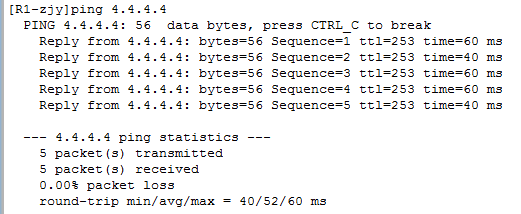 [R1-zjy]ping 4.4.4.4
PING 4.4.4.4: 56 data bytes, press CTRL_C to break
Reply from 4.4.4.4: bytes=56 Sequence=1 ttl=253 time=60 ms
Reply from 4.4.4.4: bytes=56 Sequence=2 ttl=253 time=40 ms
Reply from 4.4.4.4: bytes=56 Sequence=3 ttl=253 time=60 ms
Reply from 4.4.4.4: bytes=56 Sequence=4 ttl=253 time=60 ms
Reply from 4.4.4.4: bytes=56 Sequence=5 ttl=253 time=40 ms
--- 4.4.4.4 ping statistics ---
5 packet(s) transmitted
5 packet(s) received
0.00% packet loss
round-trip min/avg/max = 40/52/60 ms